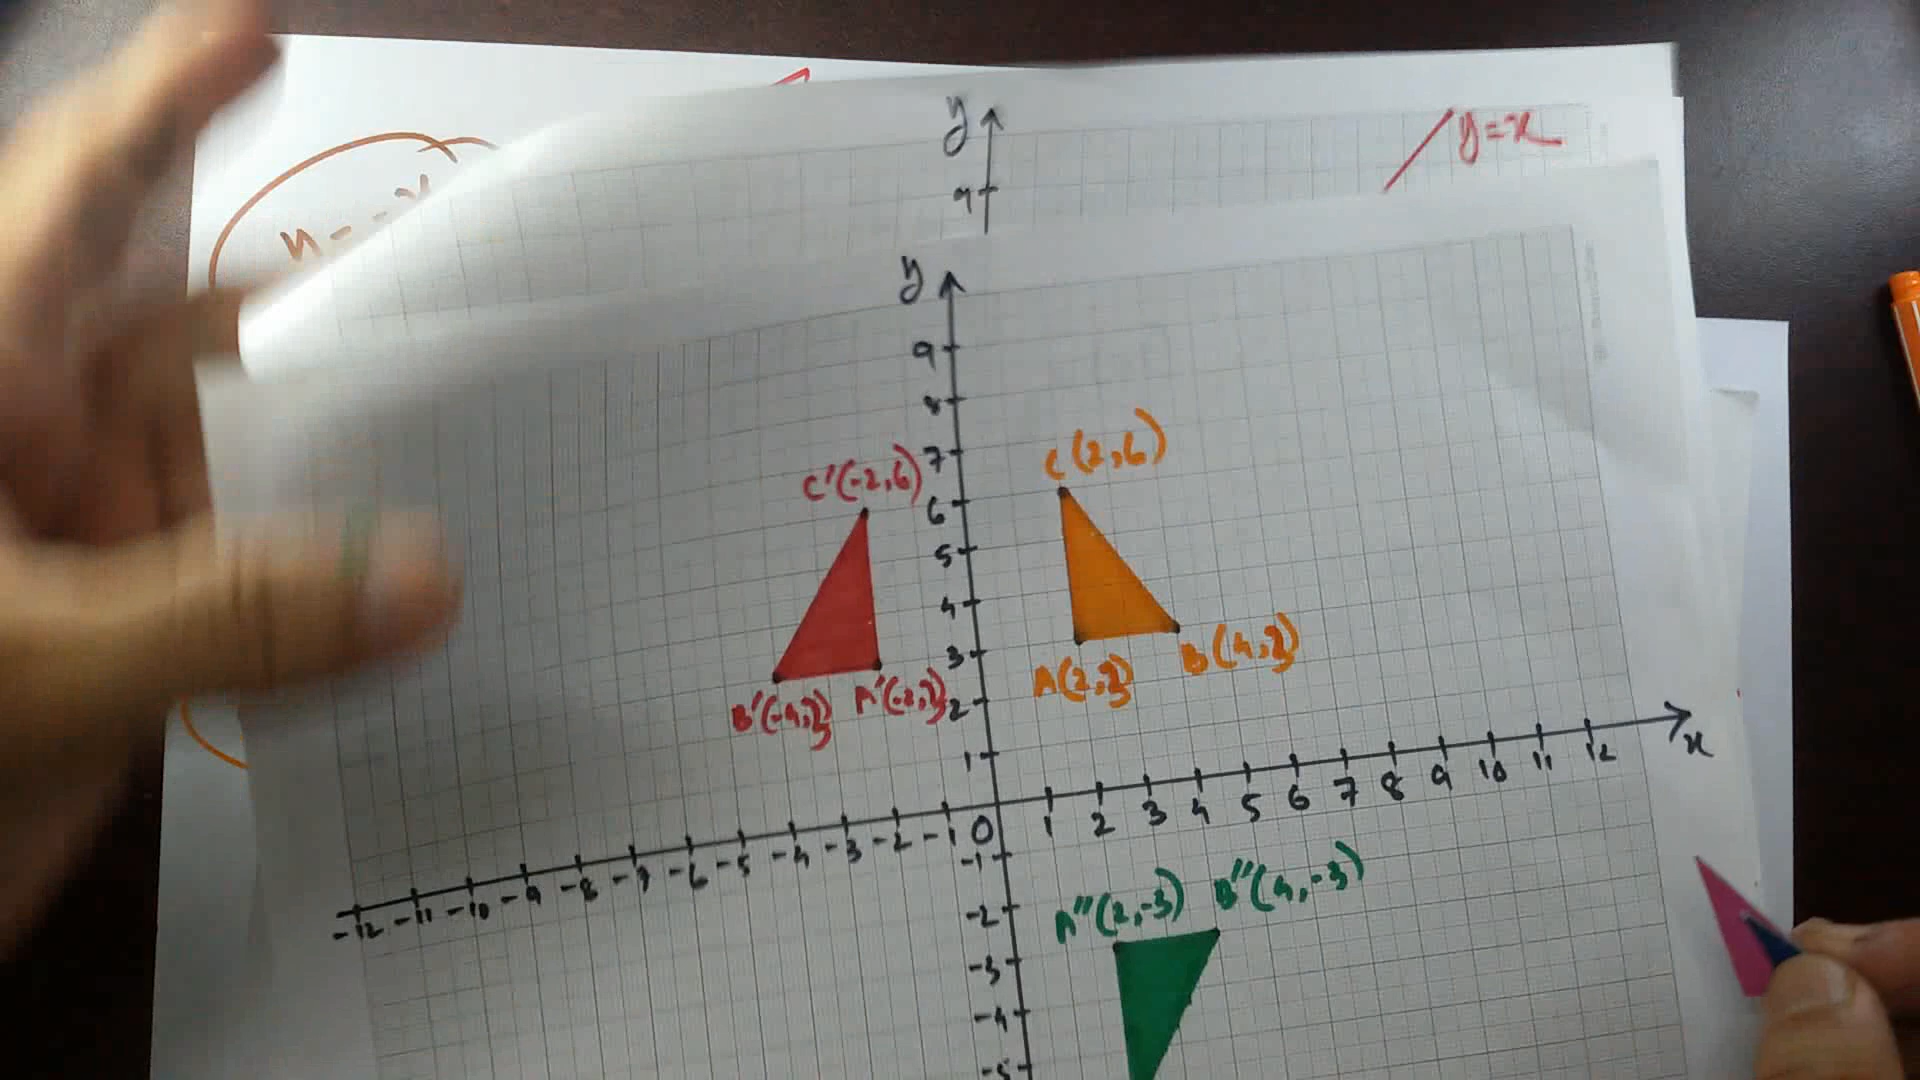 y
9
y=x
y
9
8
7
6
5
4
3
2
1
C'(-2,6)
C(2,6)
B'(-4,3)
A'(-2,3)
A(2,3)
B(4,3)
x
-12 -11 -10 -9 -8 -7 -6 -5 -4 -3 -2 -1 0 1 2 3 4 5 6 7 8 9 10 11 12
-1
-2
-3
-4
-5
A''(2,-3)
B''(4,-3)